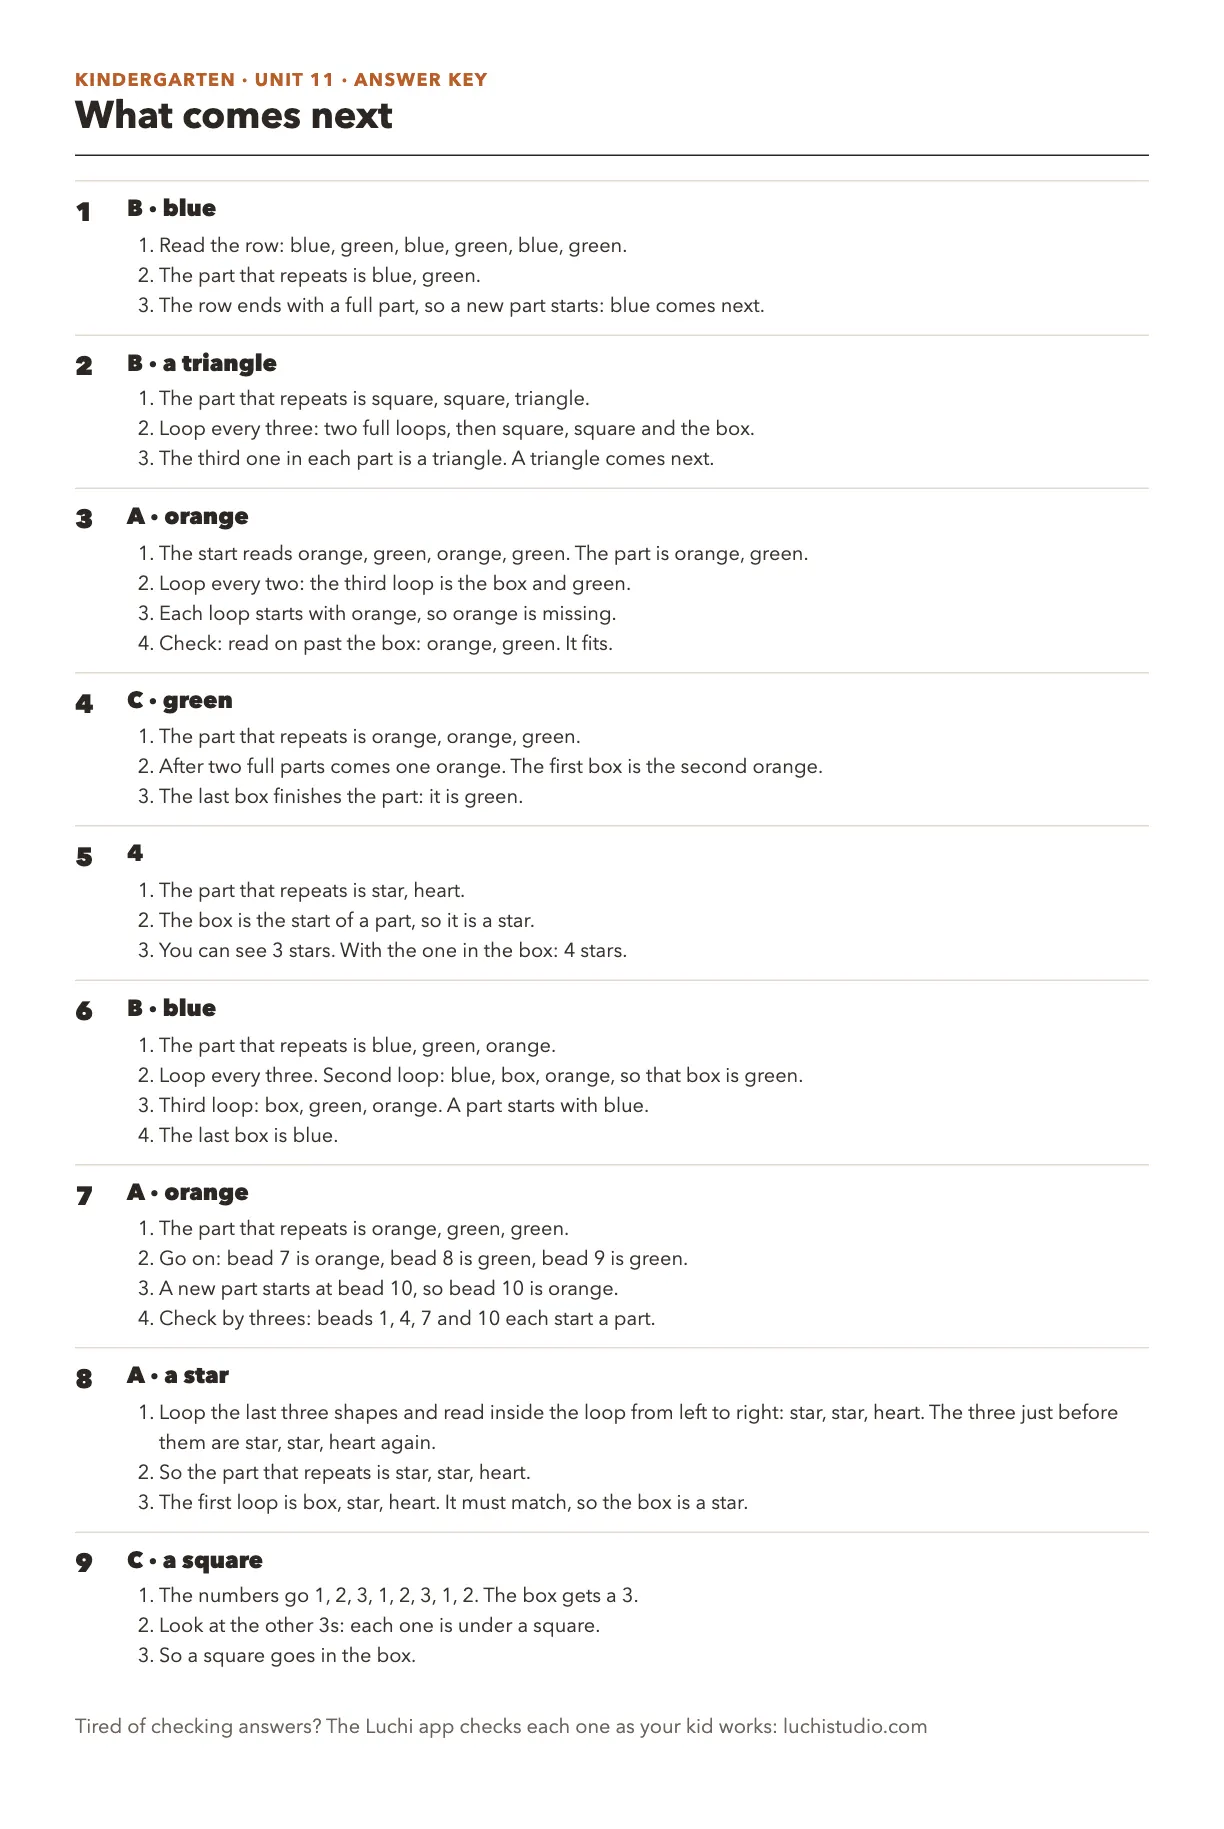 KINDERGARTEN · UNIT 11 · ANSWER KEY
What comes next
1 B · blue
1. Read the row: blue, green, blue, green, blue, green.
2. The part that repeats is blue, green.
3. The row ends with a full part, so a new part starts: blue comes next.
2 B · a triangle
1. The part that repeats is square, square, triangle.
2. Loop every three: two full loops, then square, square and the box.
3. The third one in each part is a triangle. A triangle comes next.
3 A · orange
1. The start reads orange, green, orange, green. The part is orange, green.
2. Loop every two: the third loop is the box and green.
3. Each loop starts with orange, so orange is missing.
4. Check: read on past the box: orange, green. It fits.
4 C · green
1. The part that repeats is orange, orange, green.
2. After two full parts comes one orange. The first box is the second orange.
3. The last box finishes the part: it is green.
5 4
1. The part that repeats is star, heart.
2. The box is the start of a part, so it is a star.
3. You can see 3 stars. With the one in the box: 4 stars.
6 B · blue
1. The part that repeats is blue, green, orange.
2. Loop every three. Second loop: blue, box, orange, so that box is green.
3. Third loop: box, green, orange. A part starts with blue.
4. The last box is blue.
7 A · orange
1. The part that repeats is orange, green, green.
2. Go on: bead 7 is orange, bead 8 is green, bead 9 is green.
3. A new part starts at bead 10, so bead 10 is orange.
4. Check by threes: beads 1, 4, 7 and 10 each start a part.
8 A · a star
1. Loop the last three shapes and read inside the loop from left to right: star, star, heart. The three just before
them are star, star, heart again.
2. So the part that repeats is star, star, heart.
3. The first loop is box, star, heart. It must match, so the box is a star.
9 C · a square
1. The numbers go 1, 2, 3, 1, 2, 3, 1, 2. The box gets a 3.
2. Look at the other 3s: each one is under a square.
3. So a square goes in the box.
Tired of checking answers? The Luchi app checks each one as your kid works: luchistudio.com